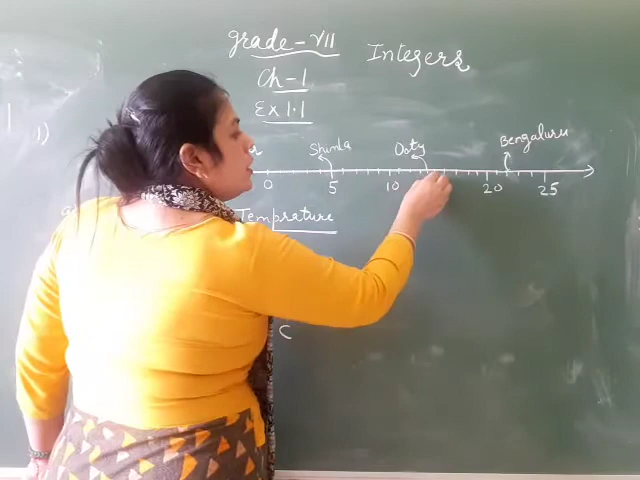 grade-VII Integers
Ch-1
Ex 1.1
1)
Shimla Ooty Bengaluru
0 5 10 20 25
Temprature
C